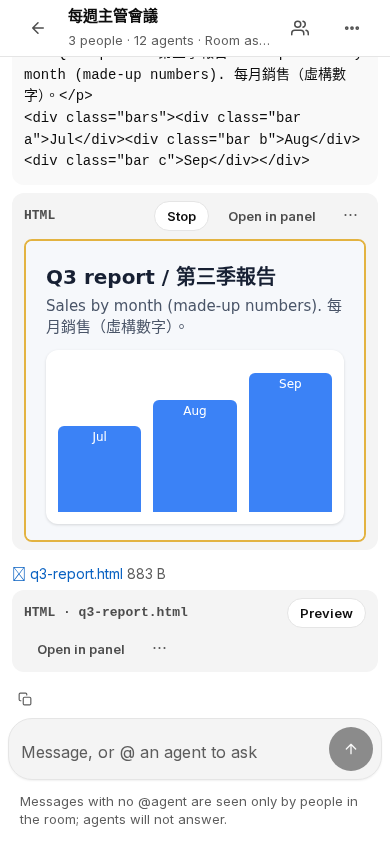 每週主管會議
3 people · 12 agents · Room as...
month (made-up numbers). 每月銷售（虛構數
字）。</p>
<div class="bars"><div class="bar
a">Jul</div><div class="bar b">Aug</div>
<div class="bar c">Sep</div></div>
HTML
Stop
Open in panel
Q3 report / 第三季報告
Sales by month (made-up numbers). 每
月銷售（虛構數字）。
Jul
Aug
Sep
q3-report.html 883 B
HTML · q3-report.html
Preview
Open in panel
Message, or @ an agent to ask
Messages with no @agent are seen only by people in
the room; agents will not answer.